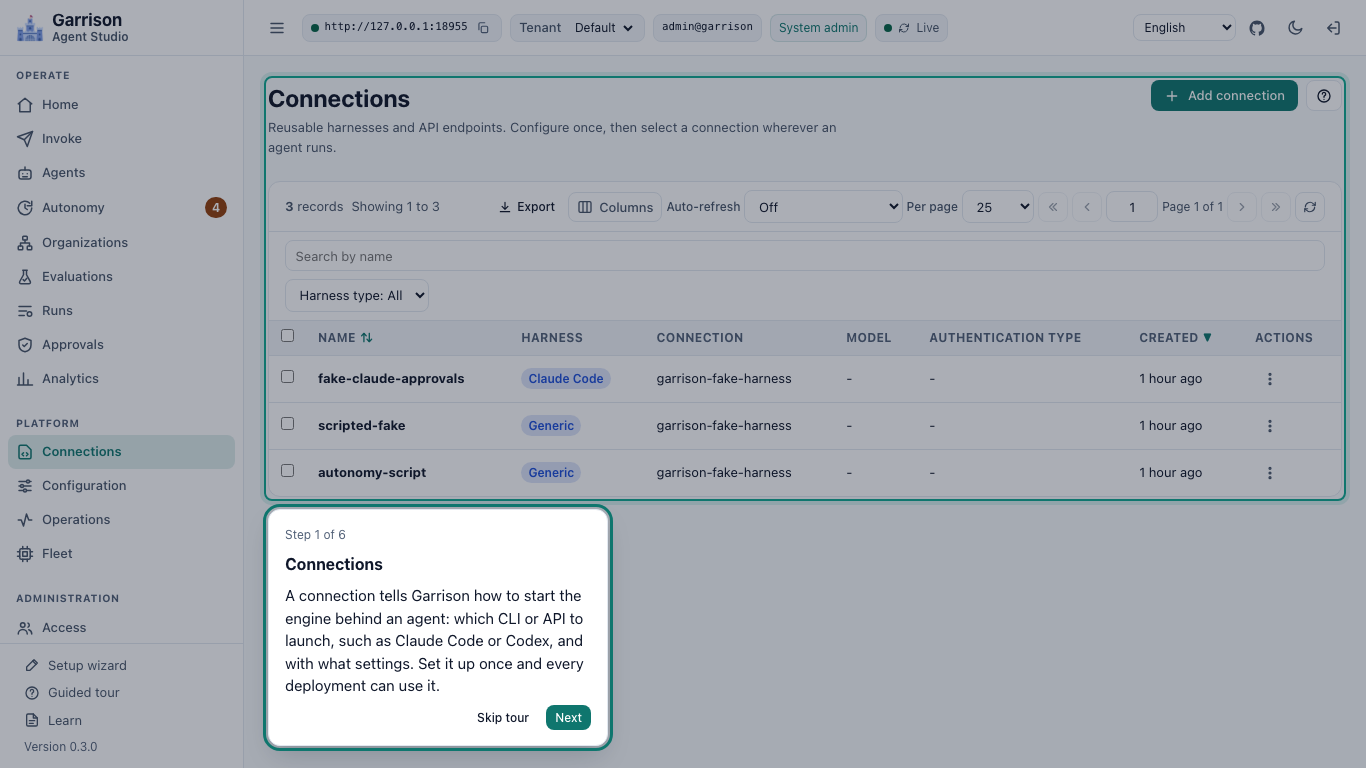 Garrison
Agent Studio
http://127.0.0.1:18955
Tenant Default
admin@garrison
System admin
Live
English
OPERATE
Home
Invoke
Agents
Autonomy 4
Organizations
Evaluations
Runs
Approvals
Analytics
PLATFORM
Connections
Configuration
Operations
Fleet
ADMINISTRATION
Access
Setup wizard
Guided tour
Learn
Version 0.3.0
Connections
Add connection
Reusable harnesses and API endpoints. Configure once, then select a connection wherever an
agent runs.
3 records Showing 1 to 3 Export Columns Auto-refresh Off Per page 25 « ‹ 1 Page 1 of 1 › »
Search by name
Harness type: All
NAME HARNESS CONNECTION MODEL AUTHENTICATION TYPE CREATED ACTIONS
fake-claude-approvals Claude Code garrison-fake-harness - - 1 hour ago
scripted-fake Generic garrison-fake-harness - - 1 hour ago
autonomy-script Generic garrison-fake-harness - - 1 hour ago
Step 1 of 6
Connections
A connection tells Garrison how to start the
engine behind an agent: which CLI or API to
launch, such as Claude Code or Codex, and
with what settings. Set it up once and every
deployment can use it.
Skip tour Next